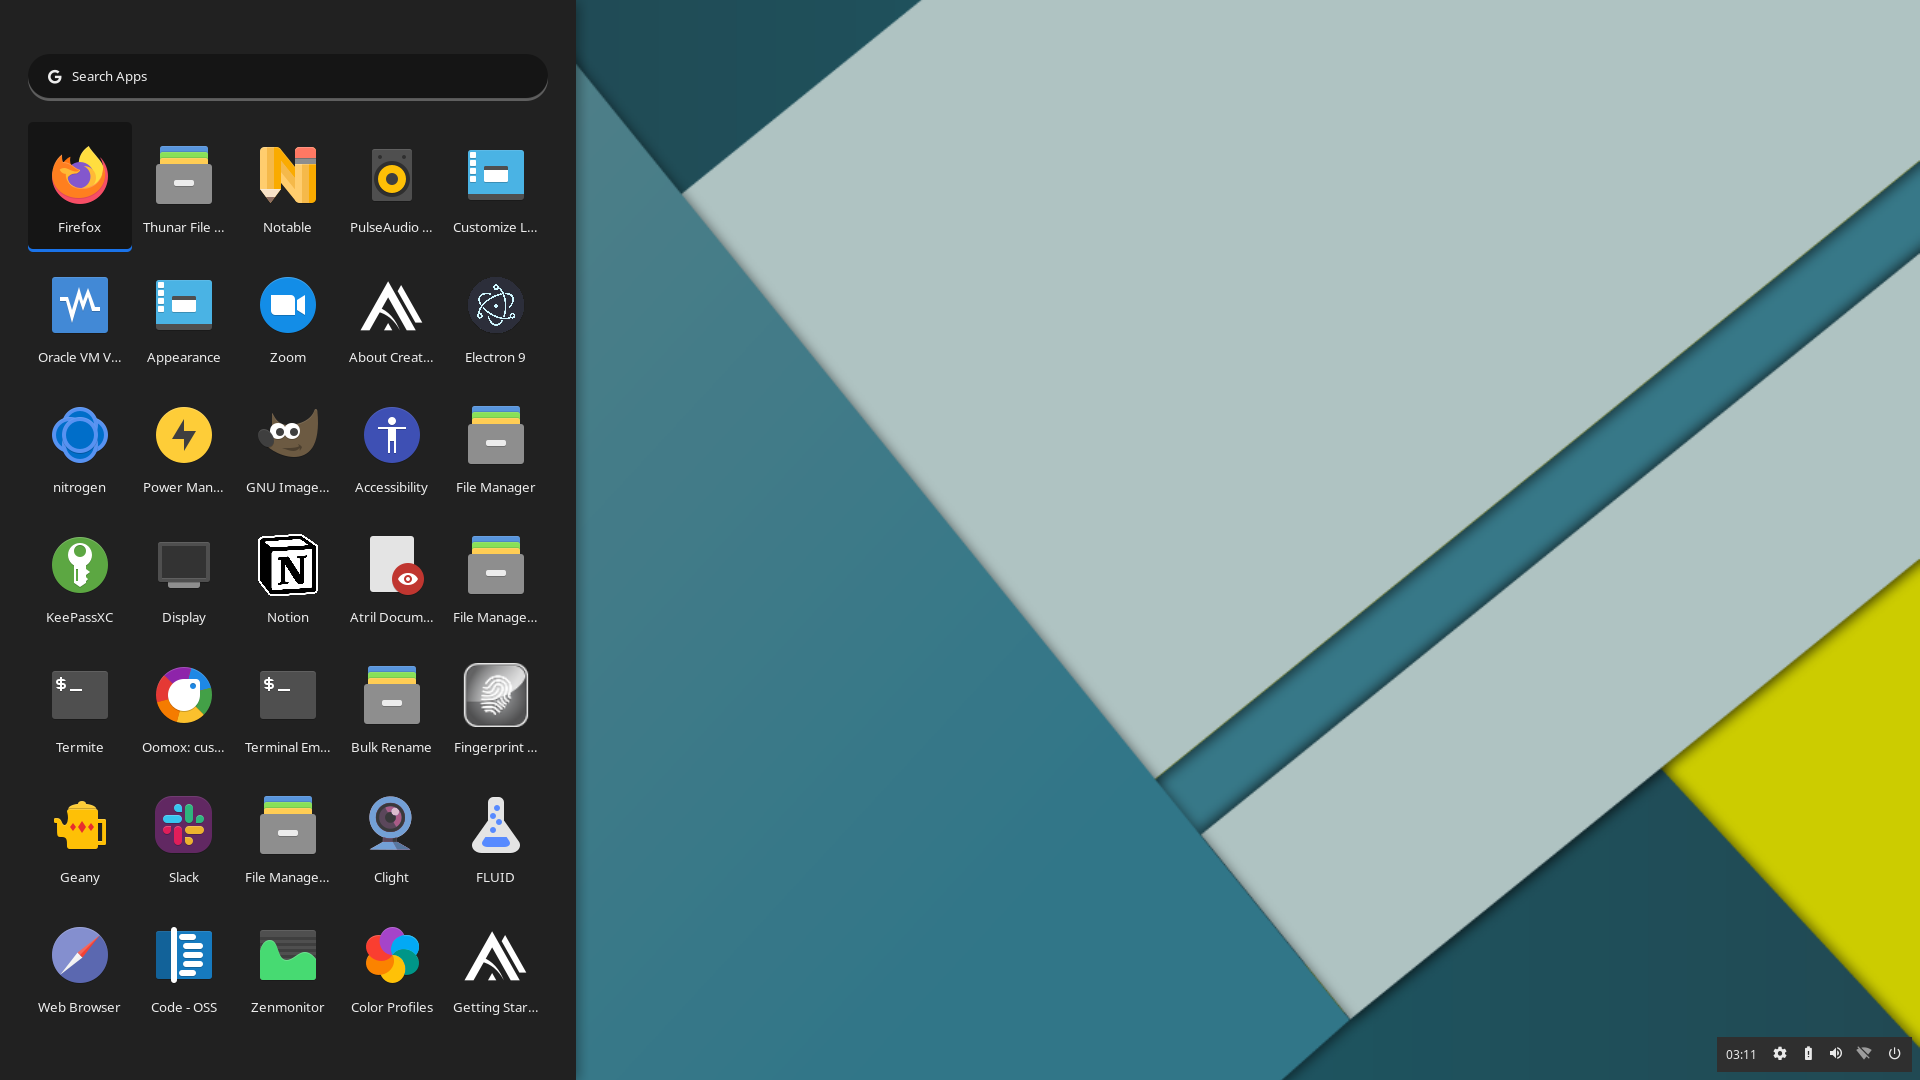 Search Apps
Firefox
Thunar File ...
Notable
PulseAudio ...
Customize L...
Oracle VM V...
Appearance
Zoom
About Creat...
Electron 9
nitrogen
Power Man...
GNU Image...
Accessibility
File Manager
KeePassXC
Display
Notion
Atril Docum...
File Manage...
$ _
$ _
Termite
Oomox: cus...
Terminal Em...
Bulk Rename
Fingerprint ...
Geany
Slack
File Manage...
Clight
FLUID
Web Browser
Code - OSS
Zenmonitor
Color Profiles
Getting Star...
03:11